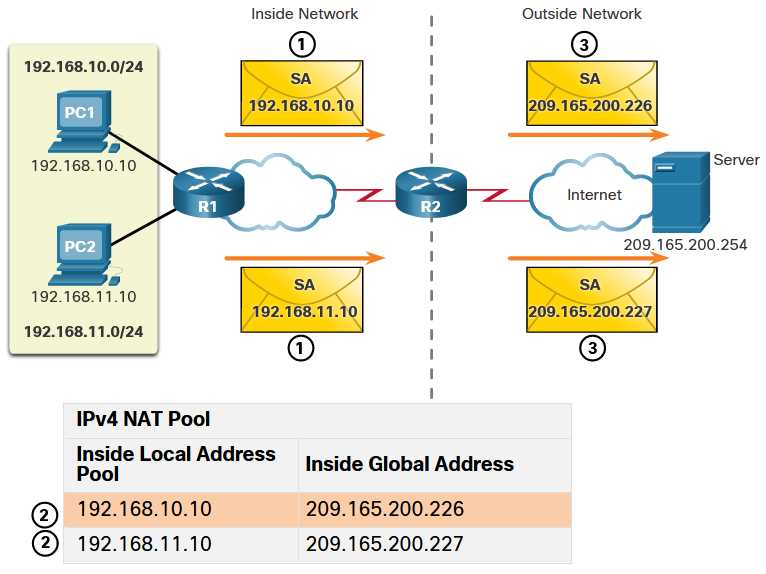 Inside Network
Outside Network
1
3
192.168.10.0/24
SA
192.168.10.10
SA
209.165.200.226
PC1
192.168.10.10
Server
R1
R2
Internet
PC2
209.165.200.254
192.168.11.10
SA
192.168.11.10
SA
209.165.200.227
192.168.11.0/24
1
3
IPv4 NAT Pool
Inside Local Address
Pool
Inside Global Address
2
192.168.10.10
209.165.200.226
2
192.168.11.10
209.165.200.227